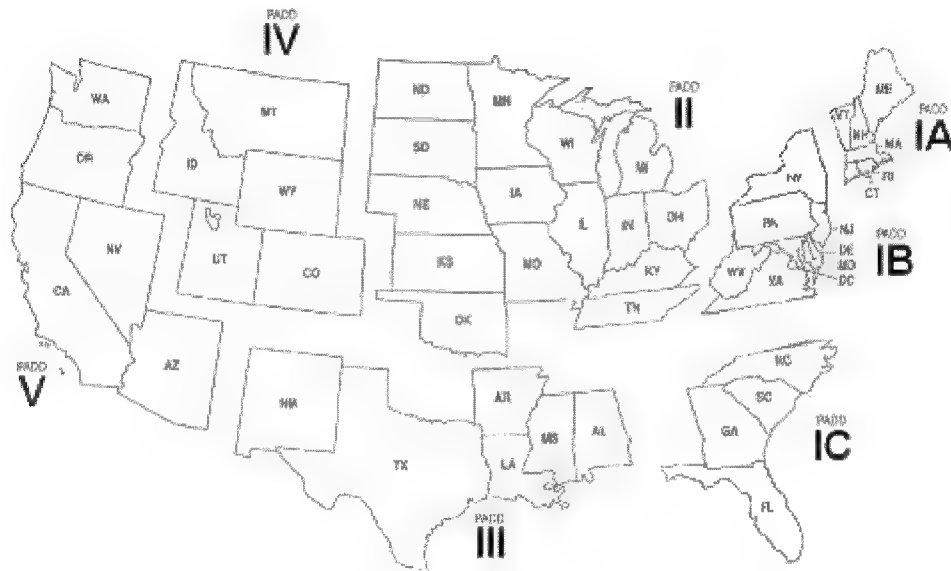 PADD
IV
PADD
II
PADD
IA
PADD
IB
PADD
IC
PADD
III
PADD
V
WA
OR
CA
NV
AZ
MT
ID
WY
UT
CO
ND
SD
NE
KS
OK
MN
IA
MO
WI
MI
IL
IN
OH
KY
TN
NM
TX
AR
LA
MS
AL
ME
VT
NH
MA
RI
CT
NY
PA
NJ
DE
MD
DC
WV
VA
NC
SC
GA
FL